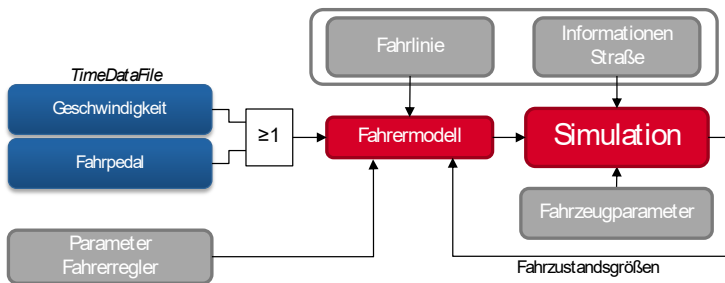 Fahrlinie
Informationen
Straße
TimeDataFile
Geschwindigkeit
≥1
Fahrermodell
Simulation
Fahrpedal
Fahrzeugparameter
Parameter
Fahrerregler
Fahrzustandsgrößen